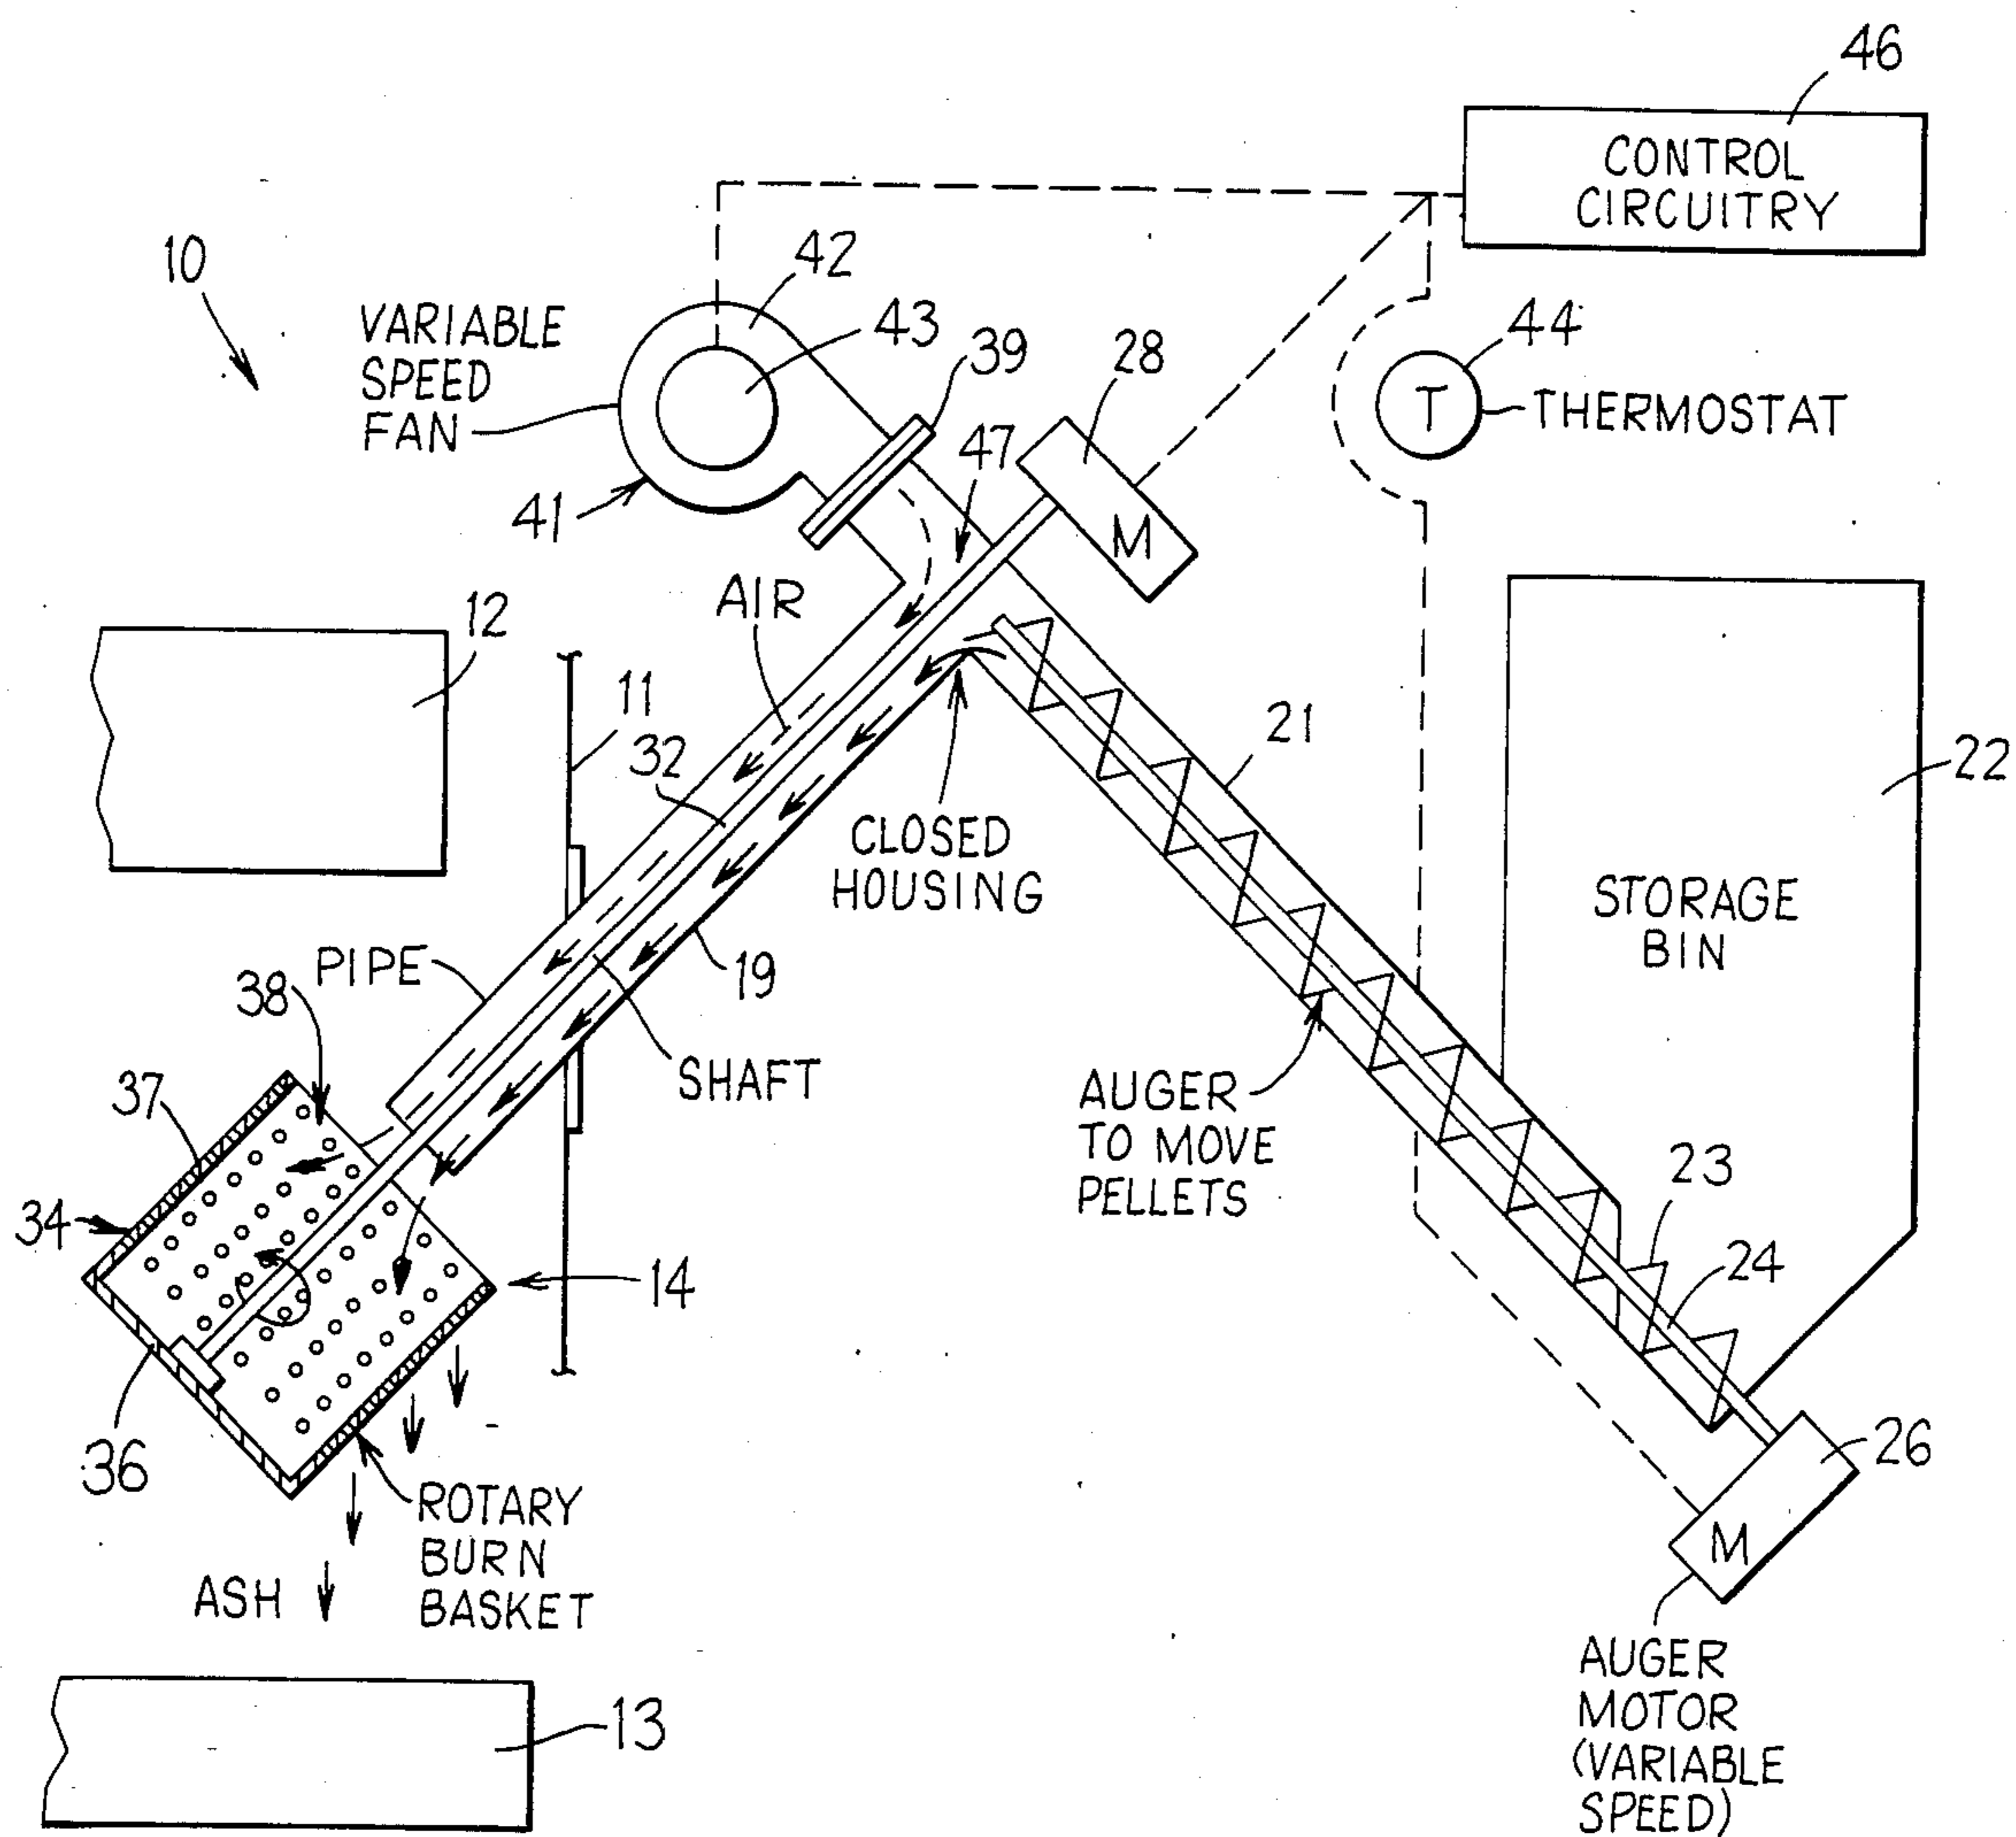 46
CONTROL
CIRCUITRY
10
42
VARIABLE
SPEED
FAN
43
39
28
44
T
THERMOSTAT
47
41
M
AIR
12
11
32
21
22
CLOSED
HOUSING
STORAGE
BIN
PIPE
19
38
SHAFT
37
AUGER
TO MOVE
PELLETS
34
23
24
14
36
26
ROTARY
BURN
BASKET
M
ASH
AUGER
MOTOR
(VARIABLE
SPEED)
13